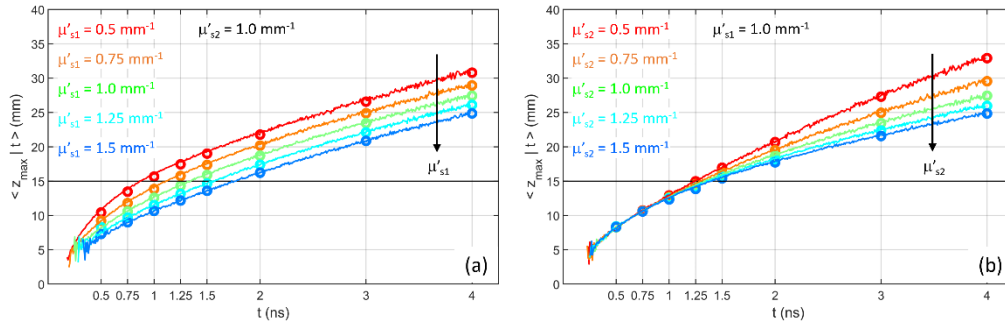 μ's1 = 0.5 mm-1
μ's2 = 1.0 mm-1
μ's1 = 0.75 mm-1
μ's1 = 1.0 mm-1
μ's1 = 1.25 mm-1
μ's1 = 1.5 mm-1
μ's1
(a)
< zmax | t > (mm)
40
35
30
25
20
15
10
5
0
0.5 0.75 1 1.25 1.5 2 3 4
t (ns)
μ's2 = 0.5 mm-1
μ's1 = 1.0 mm-1
μ's2 = 0.75 mm-1
μ's2 = 1.0 mm-1
μ's2 = 1.25 mm-1
μ's2 = 1.5 mm-1
μ's2
(b)
< zmax | t > (mm)
40
35
30
25
20
15
10
5
0
0.5 0.75 1 1.25 1.5 2 3 4
t (ns)